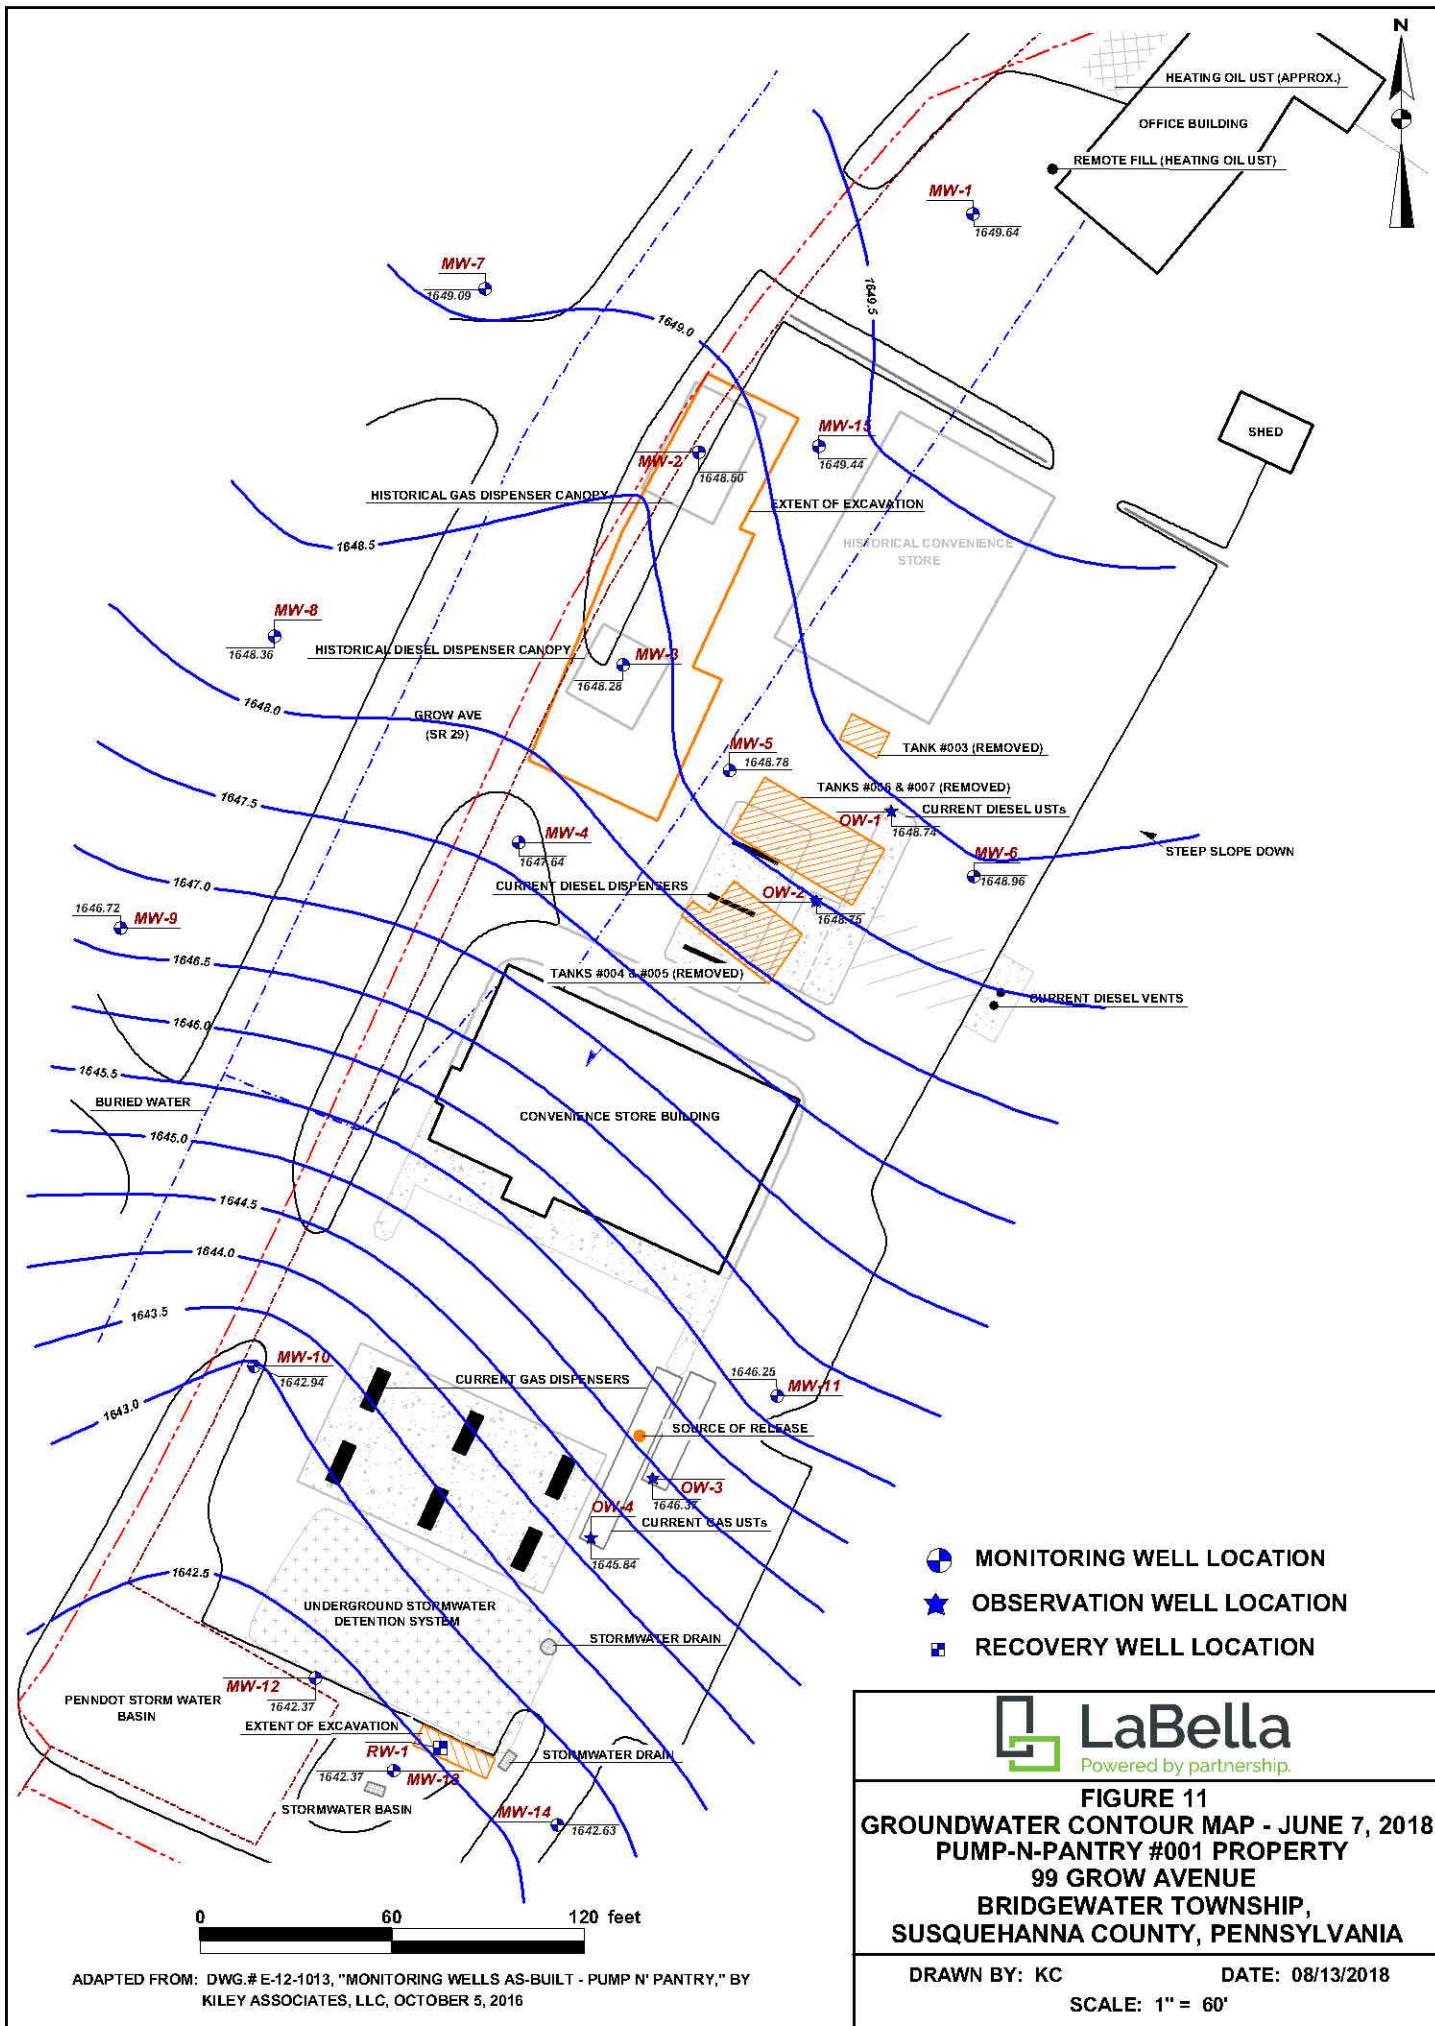 N
HEATING OIL UST (APPROX.)
OFFICE BUILDING
REMOTE FILL (HEATING OIL UST)
MW-1
1649.64
MW-7
1649.09
1649.5
1649.0
SHED
MW-15
1649.44
MW-2
1648.50
HISTORICAL GAS DISPENSER CANOPY
EXTENT OF EXCAVATION
HISTORICAL CONVENIENCE
STORE
1648.5
MW-8
1648.36
HISTORICAL DIESEL DISPENSER CANOPY
MW-3
1648.28
1648.0
GROW AVE
(SR 29)
MW-5
1648.78
TANK #003 (REMOVED)
TANKS #006 & #007 (REMOVED)
1647.5
CURRENT DIESEL USTs
OW-1
1648.74
MW-4
1647.64
STEEP SLOPE DOWN
MW-6
1648.96
1647.0
CURRENT DIESEL DISPENSERS
OW-2
1648.75
1646.72
MW-9
1646.5
TANKS #004 & #005 (REMOVED)
CURRENT DIESEL VENTS
1646.0
1645.5
BURIED WATER
CONVENIENCE STORE BUILDING
1645.0
1644.5
1644.0
1643.5
MW-10
1642.94
CURRENT GAS DISPENSERS
1646.25
MW-11
1643.0
SOURCE OF RELEASE
OW-3
1646.37
OW-4
1645.84
CURRENT GAS USTs
1642.5
UNDERGROUND STORMWATER
DETENTION SYSTEM
STORMWATER DRAIN
MW-12
1642.37
PENNDOT STORM WATER
BASIN
EXTENT OF EXCAVATION
RW-1
STORMWATER DRAIN
1642.37
MW-13
STORMWATER BASIN
MW-14
1642.63
MONITORING WELL LOCATION
OBSERVATION WELL LOCATION
RECOVERY WELL LOCATION
LaBella
Powered by partnership.
FIGURE 11
GROUNDWATER CONTOUR MAP - JUNE 7, 2018
PUMP-N-PANTRY #001 PROPERTY
99 GROW AVENUE
BRIDGEWATER TOWNSHIP,
SUSQUEHANNA COUNTY, PENNSYLVANIA
DRAWN BY: KC DATE: 08/13/2018
SCALE: 1" = 60'
0 60 120 feet
ADAPTED FROM: DWG.# E-12-1013, "MONITORING WELLS AS-BUILT - PUMP N' PANTRY," BY
KILEY ASSOCIATES, LLC, OCTOBER 5, 2016